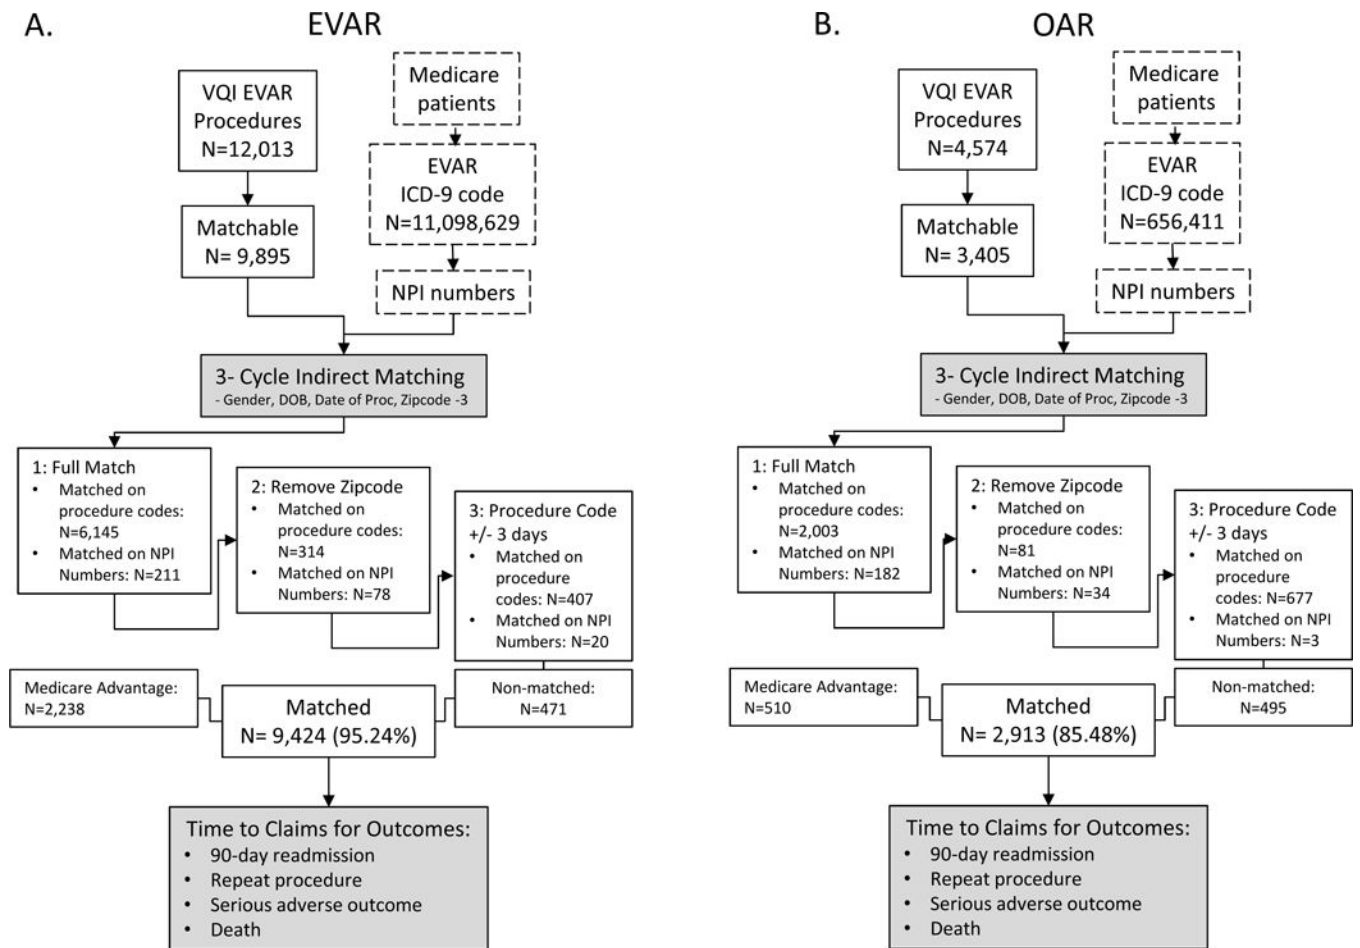 A.
EVAR
VQI EVAR
Procedures
N=12,013
Medicare
patients
EVAR
ICD-9 code
N=11,098,629
Matchable
N= 9,895
NPI numbers
3- Cycle Indirect Matching
- Gender, DOB, Date of Proc, Zipcode -3
1: Full Match
• Matched on
procedure codes:
N=6,145
• Matched on NPI
Numbers: N=211
2: Remove Zipcode
• Matched on
procedure codes:
N=314
• Matched on NPI
Numbers: N=78
3: Procedure Code
+/- 3 days
• Matched on
procedure
codes: N=407
• Matched on NPI
Numbers: N=20
Medicare Advantage:
N=2,238
Matched
N= 9,424 (95.24%)
Non-matched:
N=471
Time to Claims for Outcomes:
• 90-day readmission
• Repeat procedure
• Serious adverse outcome
• Death
B.
OAR
VQI EVAR
Procedures
N=4,574
Medicare
patients
EVAR
ICD-9 code
N=656,411
Matchable
N= 3,405
NPI numbers
3- Cycle Indirect Matching
- Gender, DOB, Date of Proc, Zipcode -3
1: Full Match
• Matched on
procedure codes:
N=2,003
• Matched on NPI
Numbers: N=182
2: Remove Zipcode
• Matched on
procedure codes:
N=81
• Matched on NPI
Numbers: N=34
3: Procedure Code
+/- 3 days
• Matched on
procedure
codes: N=677
• Matched on NPI
Numbers: N=3
Medicare Advantage:
N=510
Matched
N= 2,913 (85.48%)
Non-matched:
N=495
Time to Claims for Outcomes:
• 90-day readmission
• Repeat procedure
• Serious adverse outcome
• Death